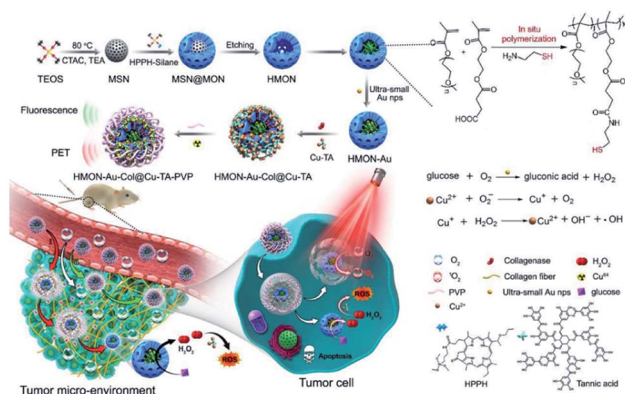 80 °C
CTAC, TEA
TEOS
MSN
HPPH-Silane
MSN@MON
Etching
HMON
In situ
polymerization
H₂N
SH
HOOC
SH
Ultra-small
Au nps
Fluorescence
PET
HMON-Au-Col@Cu-TA-PVP
HMON-Au-Col@Cu-TA
Cu-TA
HMON-Au
glucose + O₂ → gluconic acid + H₂O₂
Cu²⁺ + O₂⁻ → Cu⁺ + O₂
Cu⁺ + H₂O₂ → Cu²⁺ + OH⁻ + ·OH
O₂
Collagenase
H₂O₂
¹O₂
Collagen fiber
Cu⁶⁴
PVP
Ultra-small Au nps
glucose
Cu²⁺
ROS
H₂O₂
Apoptosis
H₂O₂
ROS
Tumor micro-environment
Tumor cell
HPPH
Tannic acid